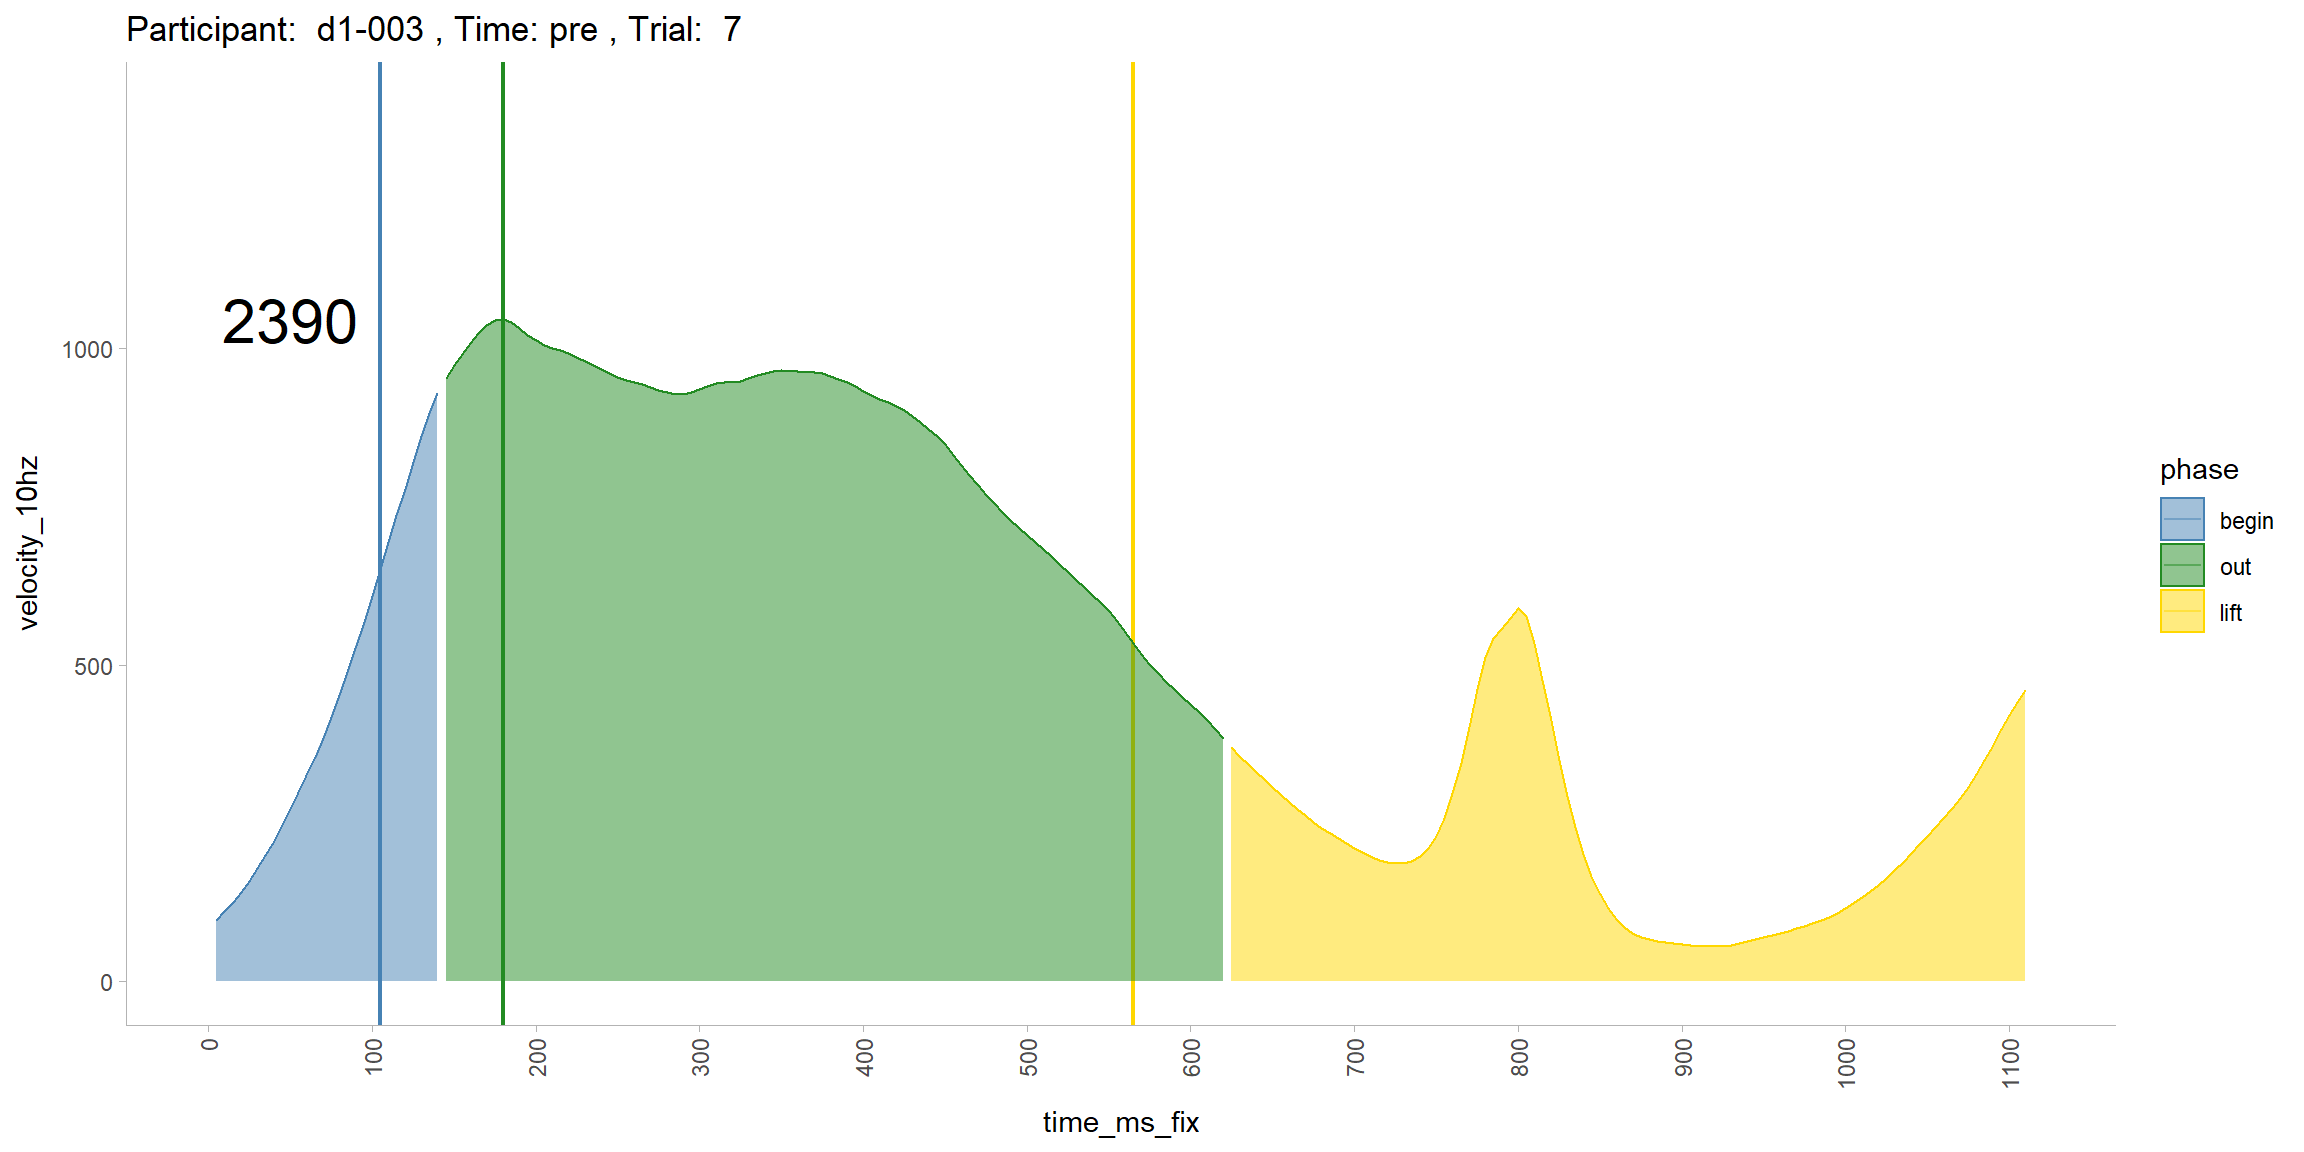 Participant:  d1-003 , Time: pre , Trial:  7
2390
1000
500
0
velocity_10hz
0
100
200
300
400
500
600
700
800
900
1000
1100
time_ms_fix
phase
begin
out
lift